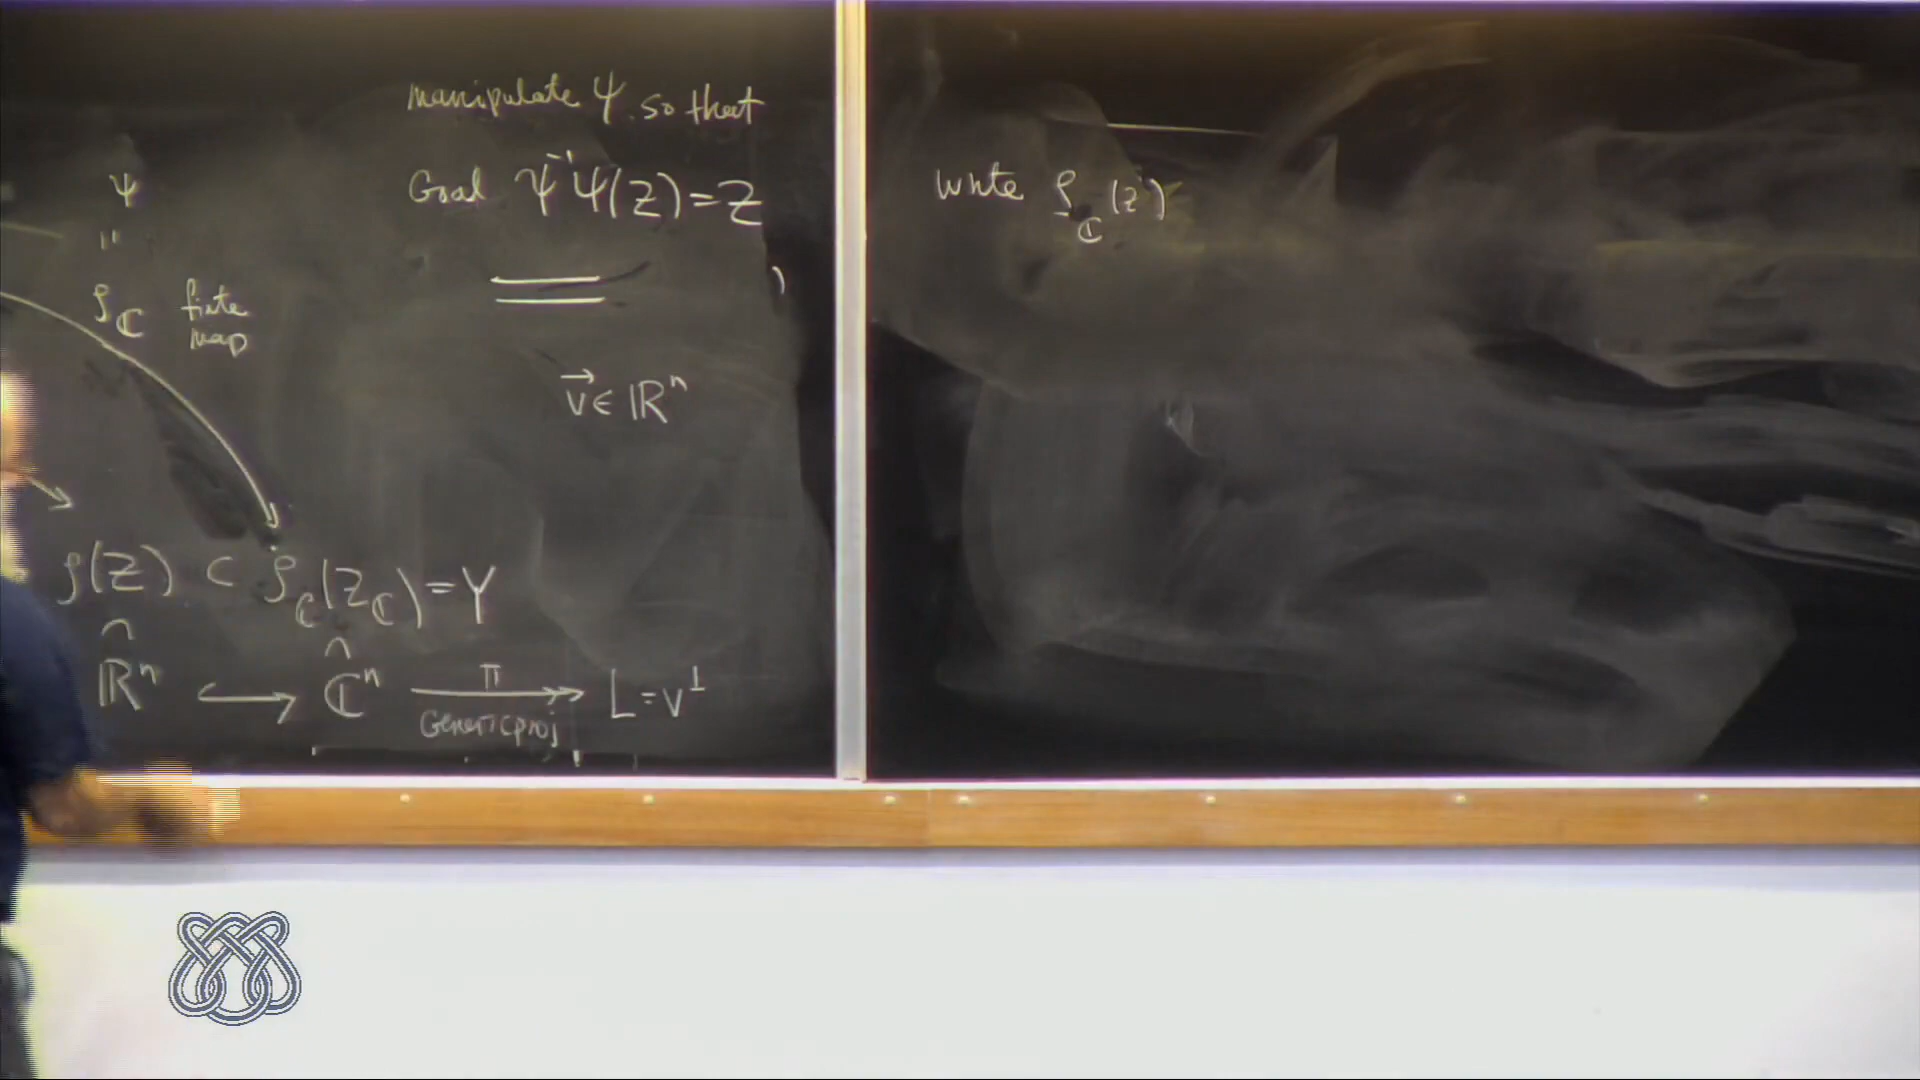 manipulate ψ so that
Goal ψ⁻¹ψ(Z) = Z
ψ
"
ρ_ℂ finite map
v⃗ ∈ ℝⁿ
ρ(Z) ⊂ ρ_ℂ(Z_ℂ) = Y
∩ ∩
ℝⁿ ↪ ℂⁿ ↠ L = v^⊥
π
Generic proj
write ρ_ℂ(z)